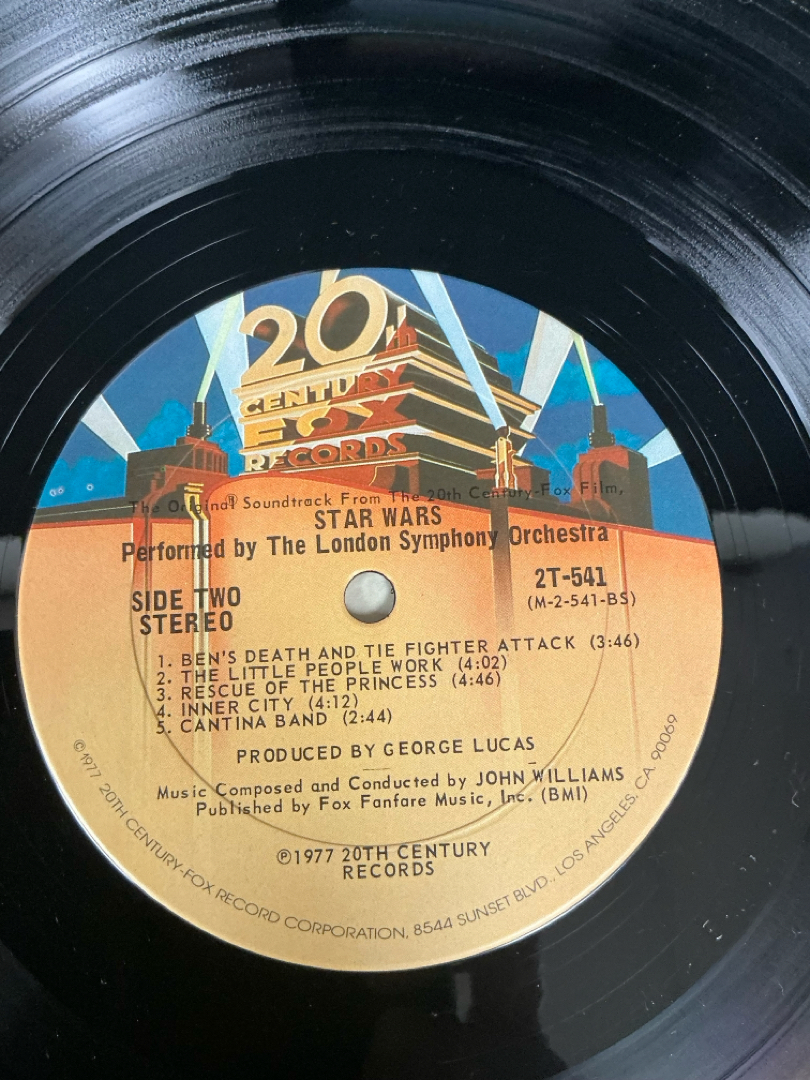 20th
CENTURY
FOX
RECORDS
The Original Soundtrack From The 20th Century-Fox Film,
STAR WARS
Performed by The London Symphony Orchestra
SIDE TWO
STEREO
2T-541
(M-2-541-BS)
1. BEN'S DEATH AND TIE FIGHTER ATTACK (3:46)
2. THE LITTLE PEOPLE WORK (4:02)
3. RESCUE OF THE PRINCESS (4:46)
4. INNER CITY (4:12)
5. CANTINA BAND (2:44)
PRODUCED BY GEORGE LUCAS
Music Composed and Conducted by JOHN WILLIAMS
Published by Fox Fanfare Music, Inc. (BMI)
℗1977 20TH CENTURY
RECORDS
©1977 20TH CENTURY-FOX RECORD CORPORATION, 8544 SUNSET BLVD., LOS ANGELES, CA. 90069